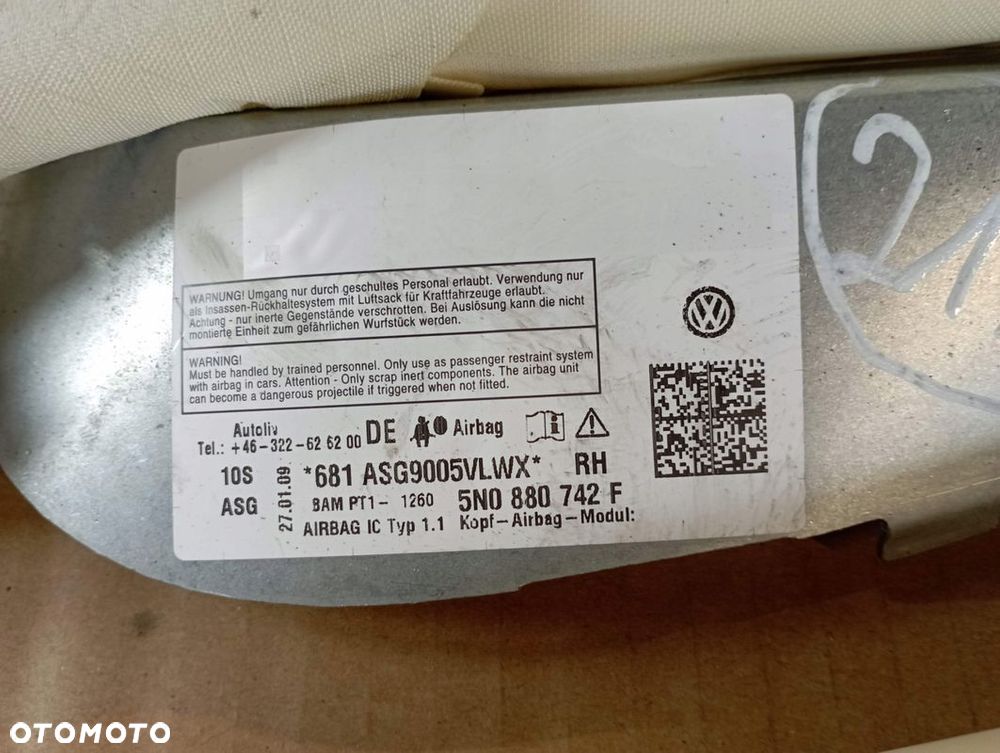 WARNUNG! Umgang nur durch geschultes Personal erlaubt. Verwendung nur
als Insassen-Rückhaltesystem mit Luftsack für Kraftfahrzeuge erlaubt.
Achtung - nur inerte Gegenstände verschrotten. Bei Auslösung kann die nicht
montierte Einheit zum gefährlichen Wurfstück werden.
WARNING!
Must be handled by trained personnel. Only use as passenger restraint system
with airbag in cars. Attention - Only scrap inert components. The airbag unit
can become a dangerous projectile if triggered when not fitted.
Autoliv
Tel.: +46-322-62 62 00 DE Airbag
10S *681 ASG9005VLWX* RH
ASG 27.01.09 BAM PT1- 1260 5N0 880 742 F
AIRBAG IC Typ 1.1 Kopf-Airbag-Modul:
21
OTOMOTO